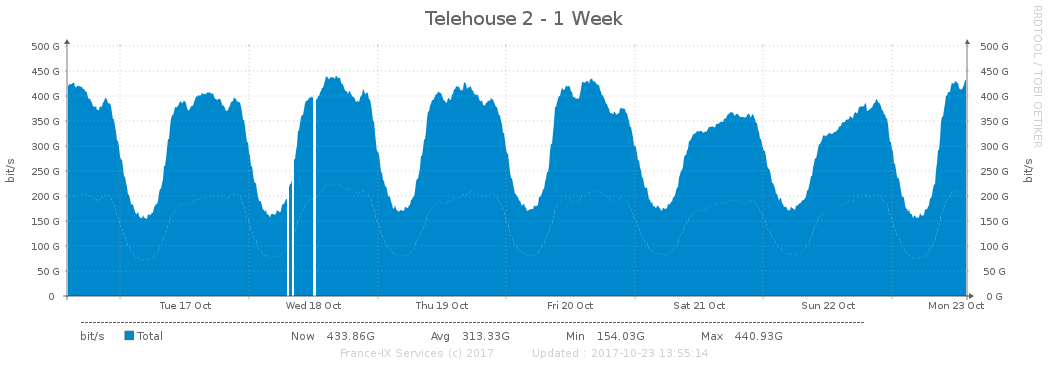 Telehouse 2 - 1 Week
RRDTOOL / TOBI OETIKER
500 G 500 G
450 G 450 G
400 G 400 G
350 G 350 G
300 G 300 G
250 G 250 G
200 G 200 G
150 G 150 G
100 G 100 G
50 G 50 G
0 0 G
bit/s bit/s
Tue 17 Oct Wed 18 Oct Thu 19 Oct Fri 20 Oct Sat 21 Oct Sun 22 Oct Mon 23 Oct
bit/s Total Now 433.86G Avg 313.33G Min 154.03G Max 440.93G
France-IX Services (c) 2017 Updated : 2017-10-23 13:55:14